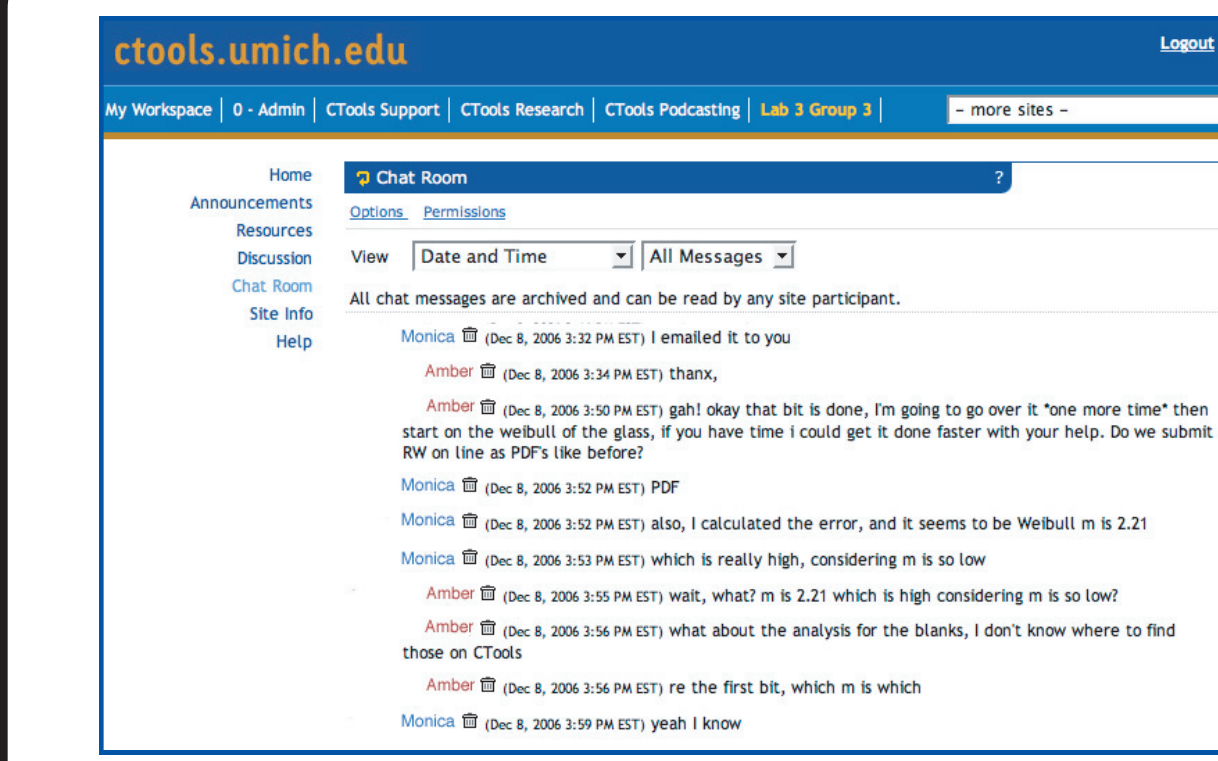 ctools.umich.edu
Logout
My Workspace | 0 - Admin | CTools Support | CTools Research | CTools Podcasting | Lab 3 Group 3 |
– more sites –
Home
Announcements
Resources
Discussion
Chat Room
Site Info
Help
Chat Room ?
Options Permissions
View Date and Time All Messages
All chat messages are archived and can be read by any site participant.
Monica (Dec 8, 2006 3:32 PM EST) I emailed it to you
Amber (Dec 8, 2006 3:34 PM EST) thanx,
Amber (Dec 8, 2006 3:50 PM EST) gah! okay that bit is done, I'm going to go over it *one more time* then
start on the weibull of the glass, if you have time i could get it done faster with your help. Do we submit
RW on line as PDF's like before?
Monica (Dec 8, 2006 3:52 PM EST) PDF
Monica (Dec 8, 2006 3:52 PM EST) also, I calculated the error, and it seems to be Weibull m is 2.21
Monica (Dec 8, 2006 3:53 PM EST) which is really high, considering m is so low
Amber (Dec 8, 2006 3:55 PM EST) wait, what? m is 2.21 which is high considering m is so low?
Amber (Dec 8, 2006 3:56 PM EST) what about the analysis for the blanks, I don't know where to find
those on CTools
Amber (Dec 8, 2006 3:56 PM EST) re the first bit, which m is which
Monica (Dec 8, 2006 3:59 PM EST) yeah I know